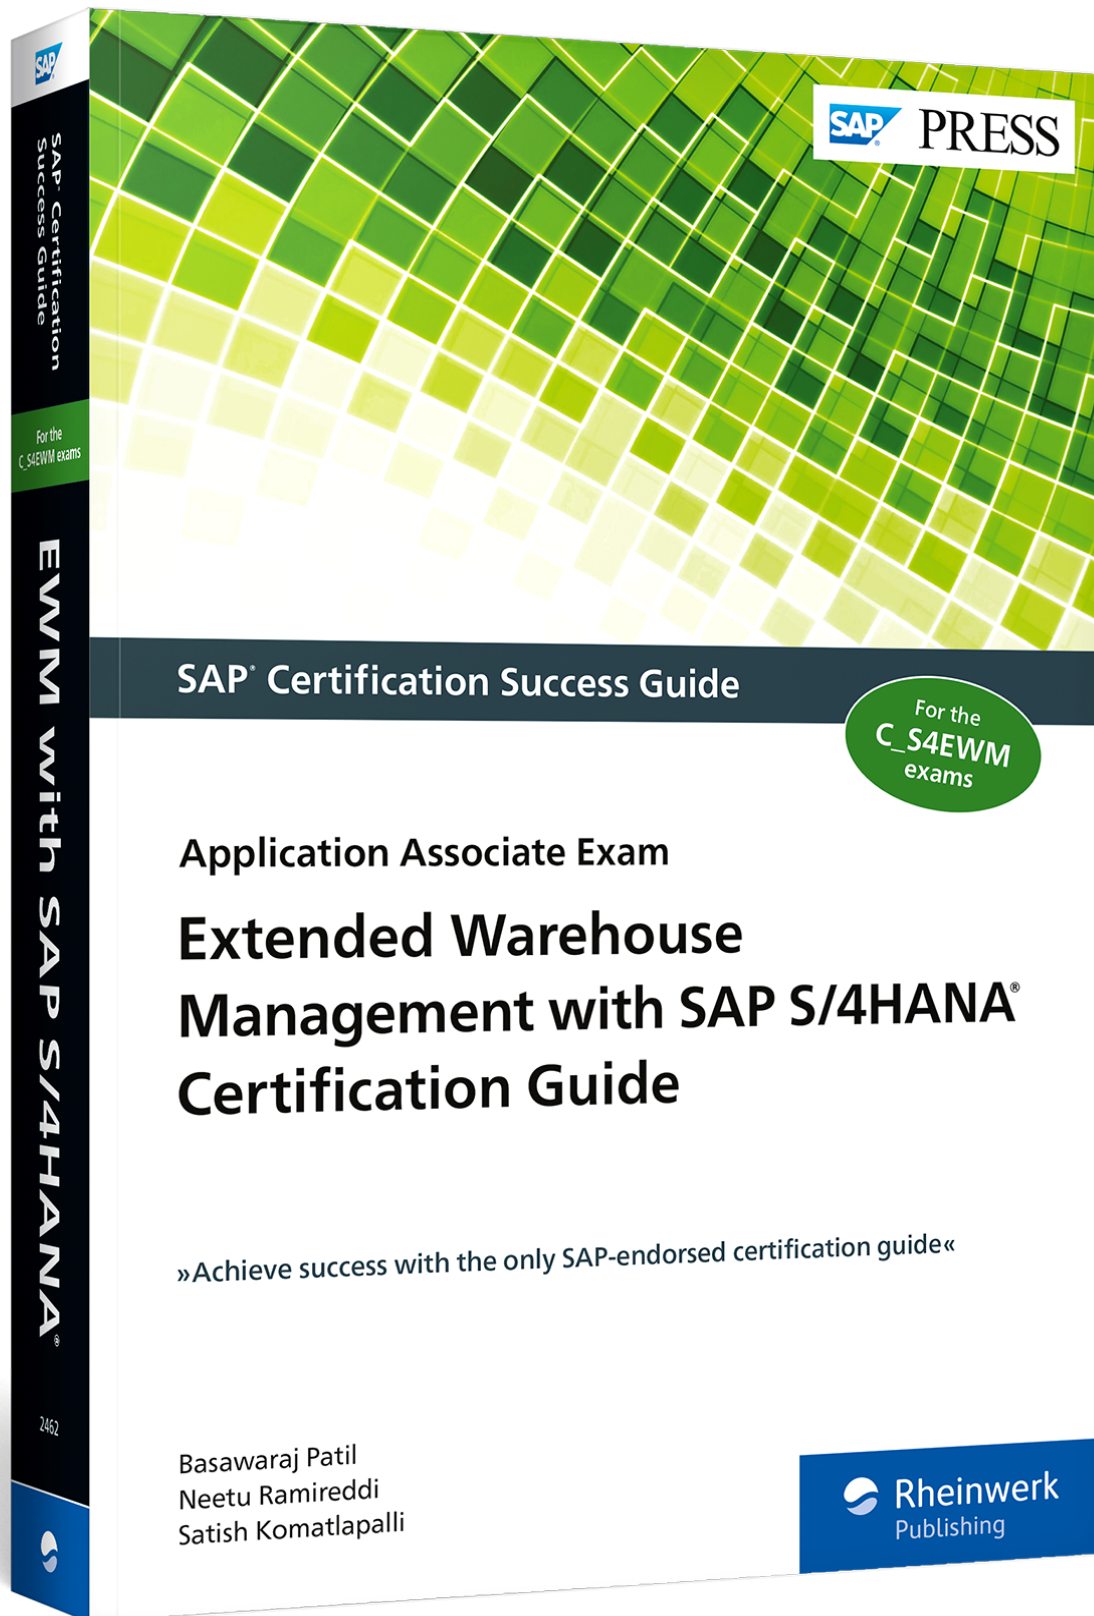 SAP
SAP® Certification
Success Guide
For the
C_S4EWM exams
EWM with SAP S/4HANA®
2462
SAP® PRESS
SAP® Certification Success Guide
For the
C_S4EWM
exams
Application Associate Exam
Extended Warehouse
Management with SAP S/4HANA®
Certification Guide
»Achieve success with the only SAP-endorsed certification guide«
Basawaraj Patil
Neetu Ramireddi
Satish Komatlapalli
Rheinwerk
Publishing